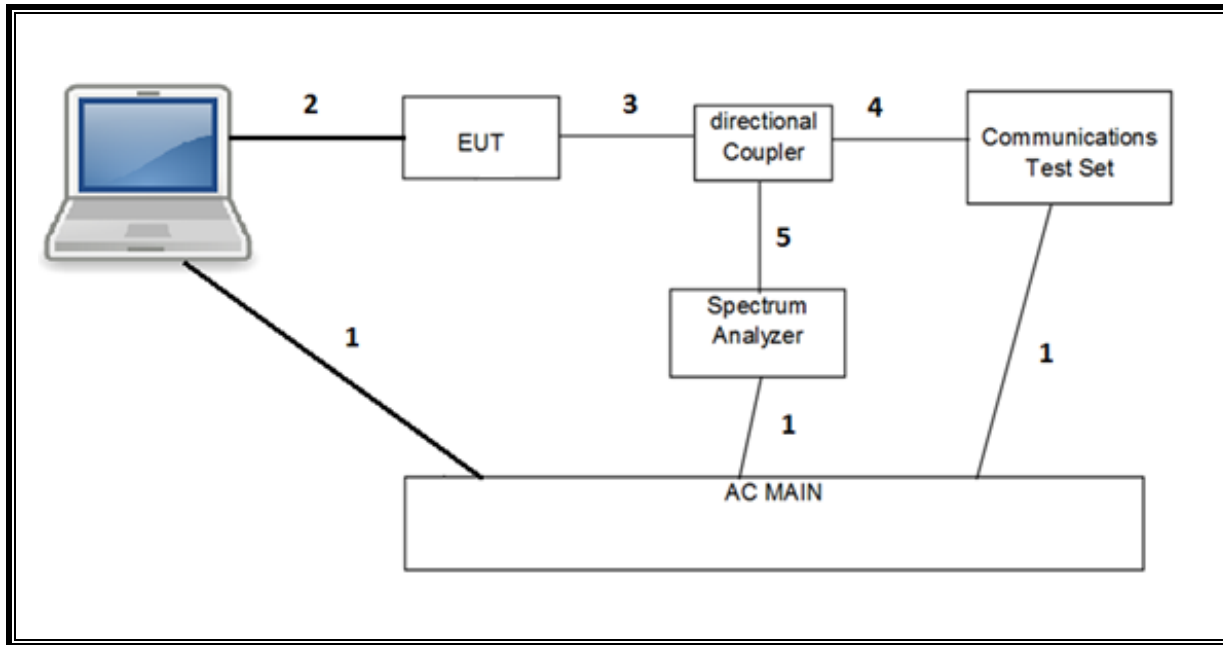 2
3
4
EUT
directional
Coupler
Communications
Test Set
5
Spectrum
Analyzer
1
1
1
AC MAIN